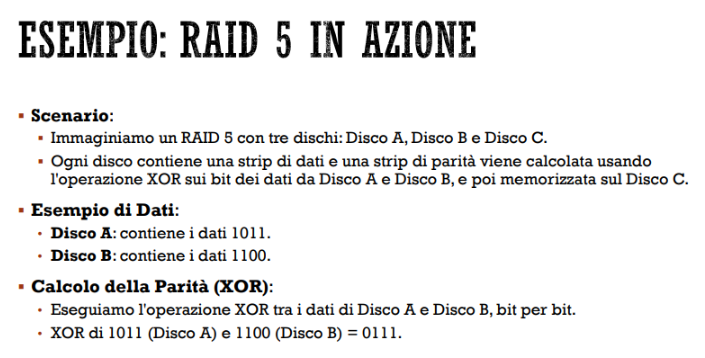 ESEMPIO: RAID 5 IN AZIONE
▪ Scenario:
▪ Immaginiamo un RAID 5 con tre dischi: Disco A, Disco B e Disco C.
▪ Ogni disco contiene una strip di dati e una strip di parità viene calcolata usando
l'operazione XOR sui bit dei dati da Disco A e Disco B, e poi memorizzata sul Disco C.
▪ Esempio di Dati:
• Disco A: contiene i dati 1011.
• Disco B: contiene i dati 1100.
▪ Calcolo della Parità (XOR):
• Eseguiamo l'operazione XOR tra i dati di Disco A e Disco B, bit per bit.
• XOR di 1011 (Disco A) e 1100 (Disco B) = 0111.